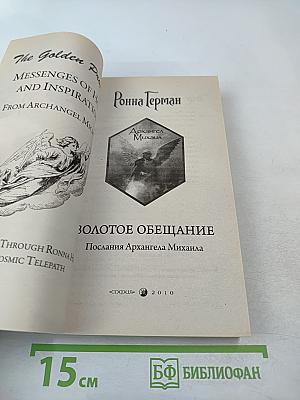 The Golden
MESSENGES OF
AND INSPIRAT
FROM ARCHANGEL
THROUGH RONNA
OSMIC TELEPATH
Ронна Герман
Архангел
Михаил
ЗОЛОТОЕ ОБЕЩАНИЕ
Послания Архангела Михаила
«СОФИЯ» 2010
15 см
БФ БИБЛИОФАН